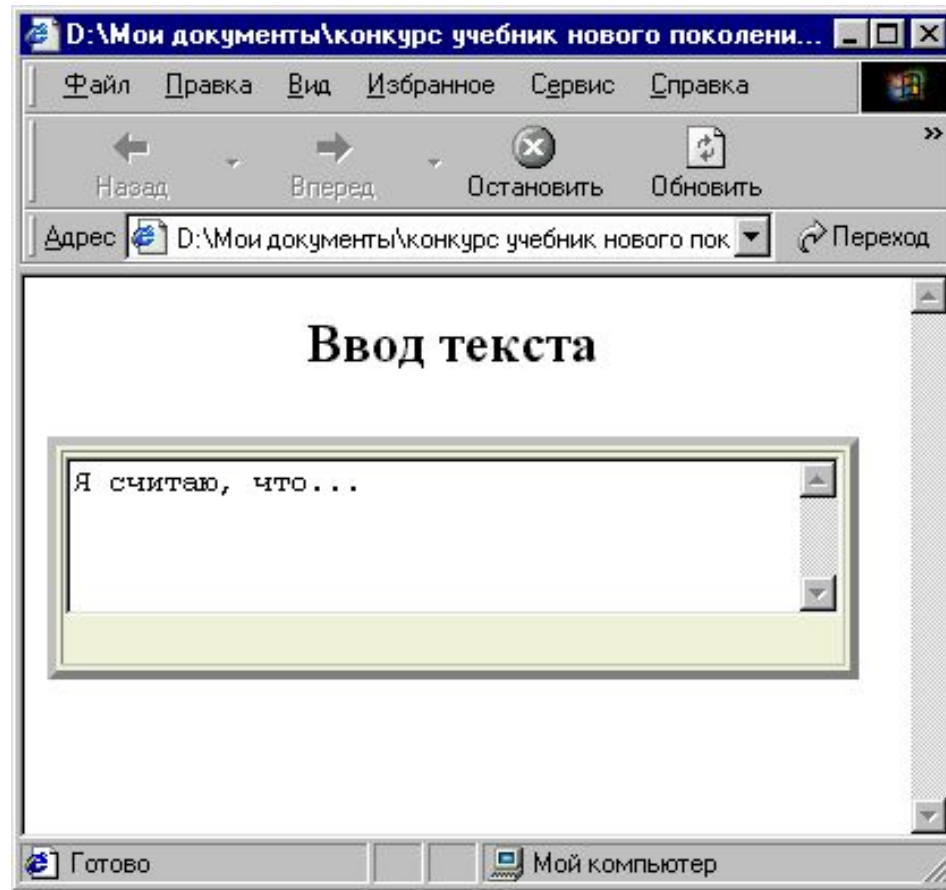 D:\Мои документы\конкурс учебник нового поколени...
Файл Правка Вид Избранное Сервис Справка
Назад Вперед Остановить Обновить »
Адрес D:\Мои документы\конкурс учебник нового пок Переход
Ввод текста
Я считаю, что...
Готово Мой компьютер